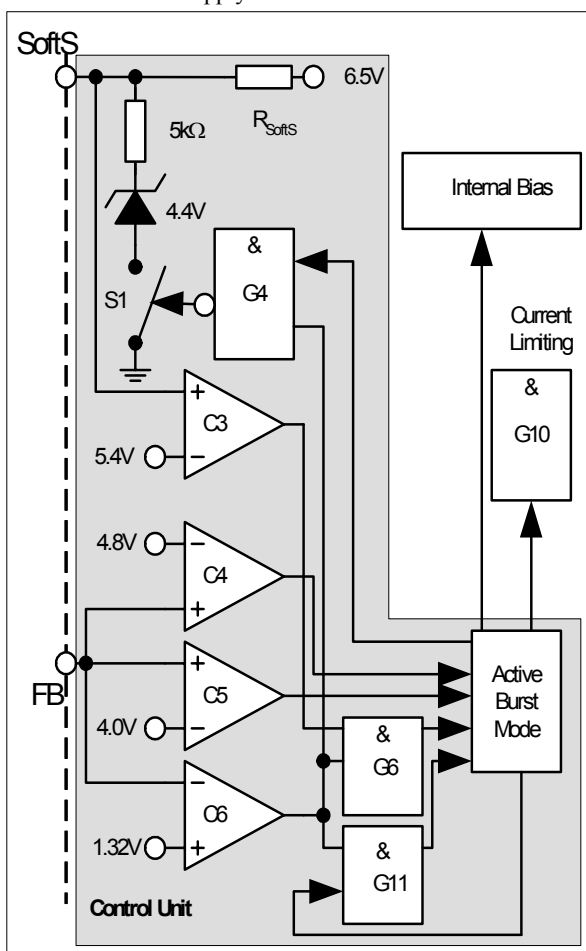 SoftS
6.5V
5kΩ
RSoftS
4.4V
Internal Bias
&
G4
S1
Current
Limiting
+
C3
5.4V
−
&
G10
4.8V
−
C4
+
FB
+
C5
4.0V
−
Active
Burst
Mode
&
G6
−
C6
1.32V
+
&
G11
Control Unit